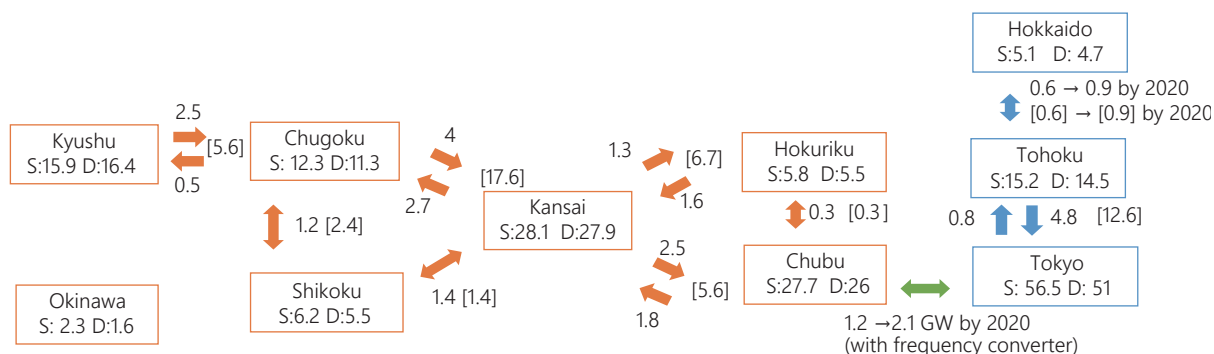 Hokkaido
S:5.1 D: 4.7
0.6 → 0.9 by 2020
[0.6] → [0.9] by 2020
2.5
Kyushu
S:15.9 D:16.4
[5.6]
0.5
Chugoku
S: 12.3 D:11.3
4
2.7
[17.6]
1.3
[6.7]
1.6
Hokuriku
S:5.8 D:5.5
Tohoku
S:15.2 D: 14.5
Kansai
S:28.1 D:27.9
1.2 [2.4]
0.3 [0.3]
0.8
4.8
[12.6]
Okinawa
S: 2.3 D:1.6
Shikoku
S:6.2 D:5.5
1.4 [1.4]
2.5
[5.6]
1.8
Chubu
S:27.7 D:26
Tokyo
S: 56.5 D: 51
1.2 →2.1 GW by 2020
(with frequency converter)